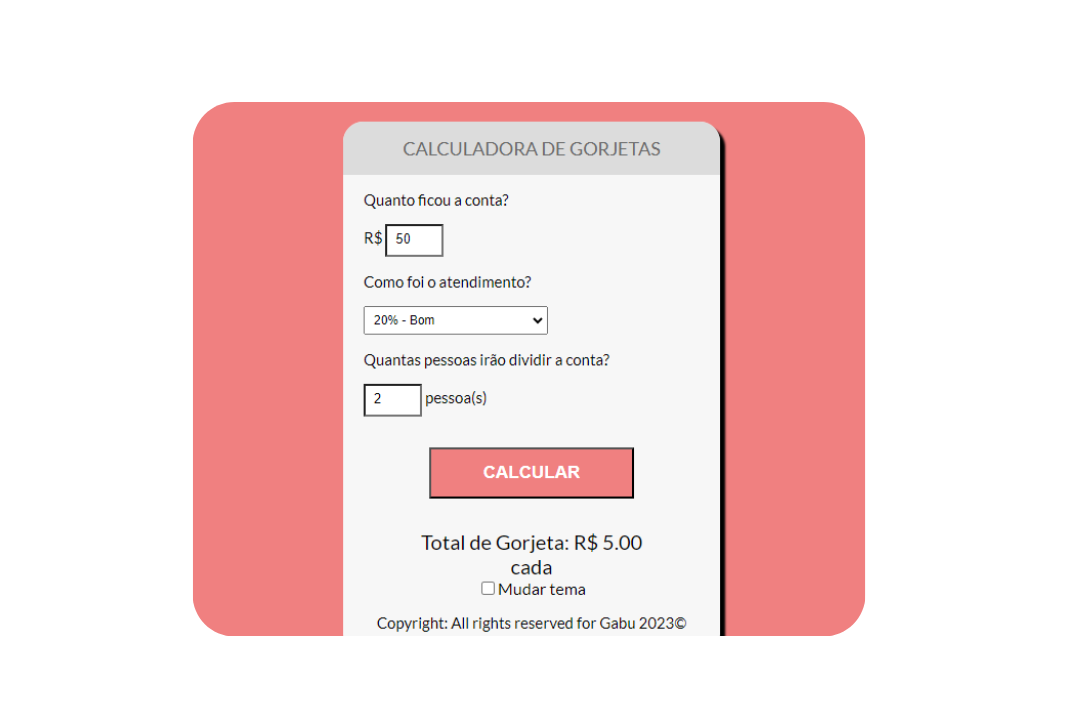 CALCULADORA DE GORJETAS
Quanto ficou a conta?
R$ 50
Como foi o atendimento?
20% - Bom
Quantas pessoas irão dividir a conta?
2 pessoa(s)
CALCULAR
Total de Gorjeta: R$ 5.00
cada
Mudar tema
Copyright: All rights reserved for Gabu 2023©